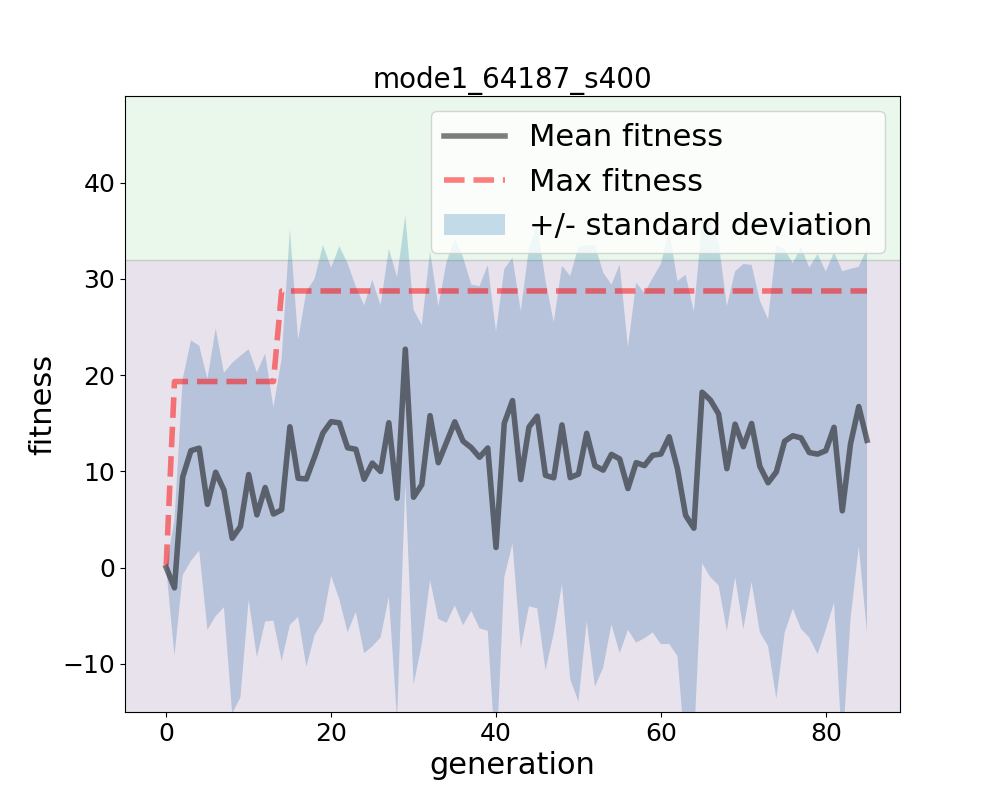 mode1_64187_s400
Mean fitness
Max fitness
+/- standard deviation
fitness
40
30
20
10
0
−10
0 20 40 60 80
generation